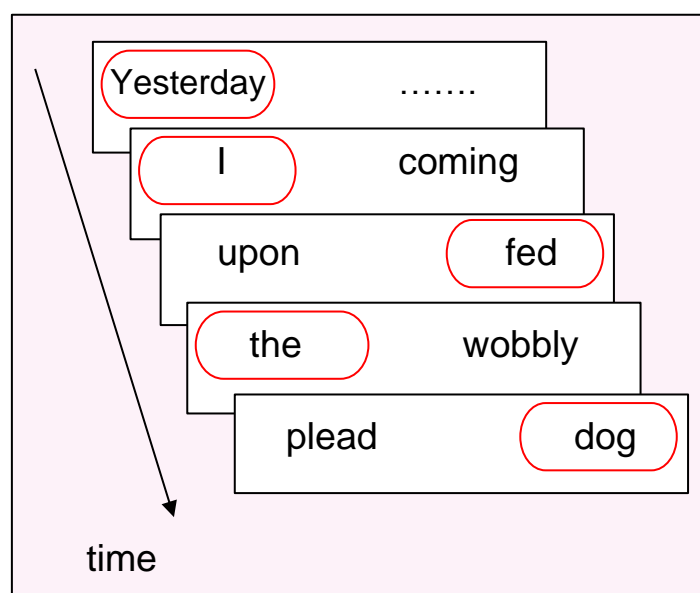 Yesterday …….
I coming
upon fed
the wobbly
plead dog
time